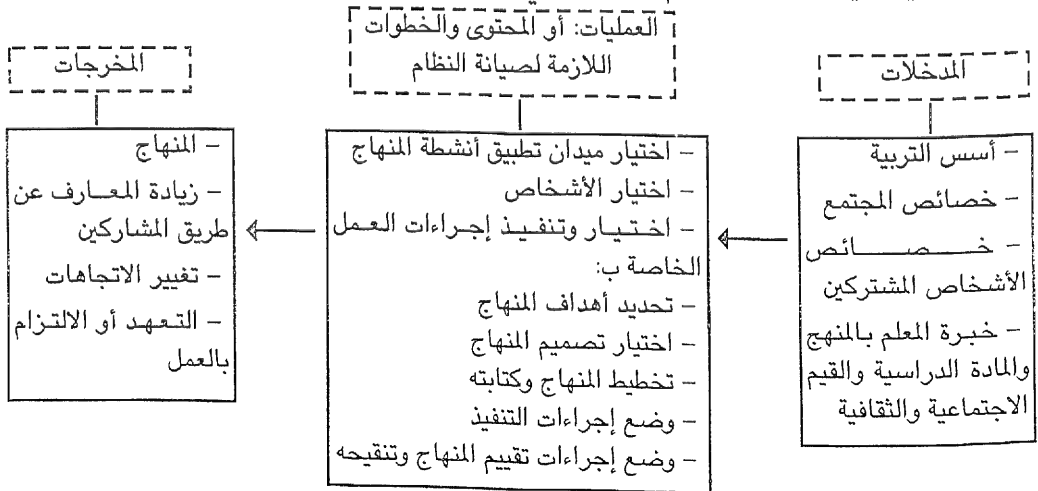 المدخلات
- أسس التربية
- خصائص المجتمع
- خصائص
الأشخاص المشتركين
- خبرة المعلم بالمنهج
والمادة الدراسية والقيم
الاجتماعية والثقافية
العمليات: أو المحتوى والخطوات
اللازمة لصيانة النظام
- اختيار ميدان تطبيق أنشطة المنهاج
- اختيار الأشخاص
- اختيار وتنفيذ إجراءات العمل
الخاصة ب:
- تحديد أهداف المنهاج
- اختيار تصميم المنهاج
- تخطيط المنهاج وكتابته
- وضع إجراءات التنفيذ
- وضع إجراءات تقييم المنهاج وتنقيحه
المخرجات
- المنهاج
- زيادة المعارف عن
طريق المشاركين
- تغيير الاتجاهات
- التعهد أو الالتزام
بالعمل